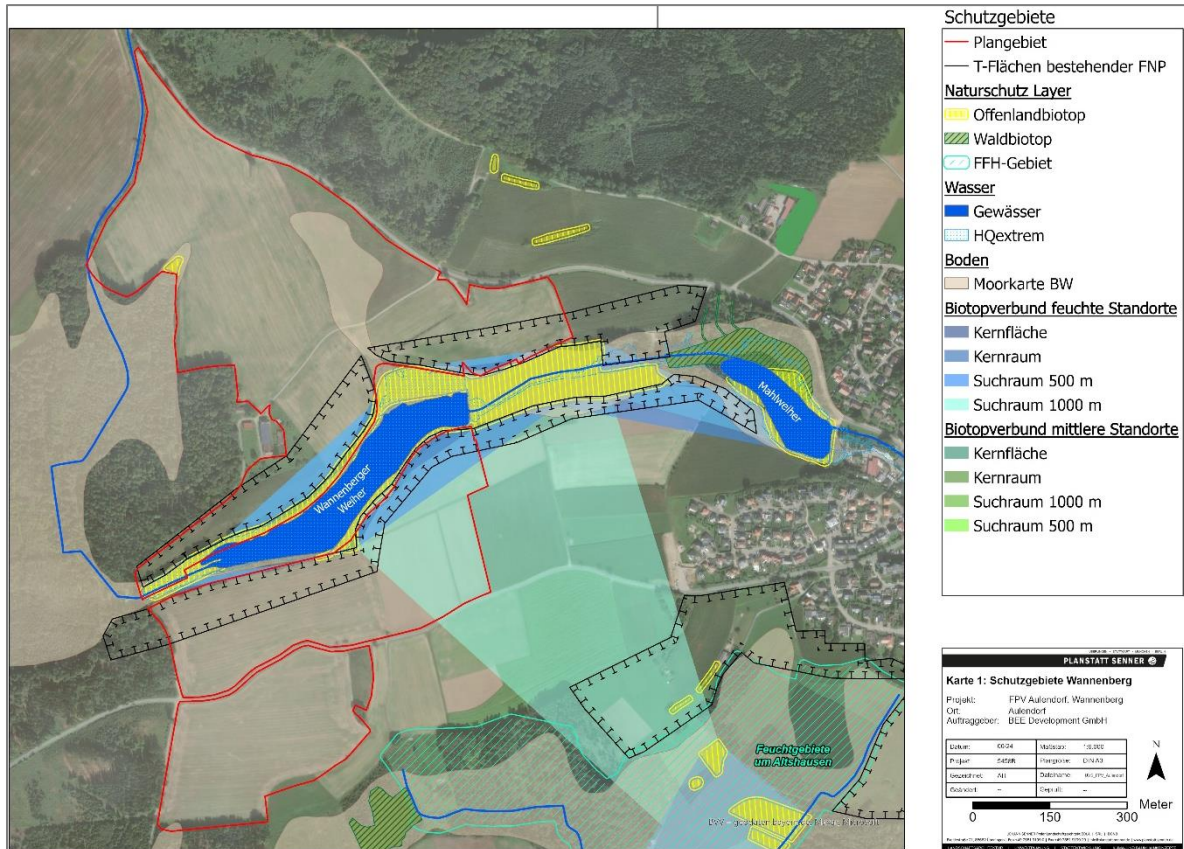 Schutzgebiete
Plangebiet
T-Flächen bestehender FNP
Naturschutz Layer
Offenlandbiotop
Waldbiotop
FFH-Gebiet
Wasser
Gewässer
HQextrem
Boden
Moorkarte BW
Biotopverbund feuchte Standorte
Kernfläche
Kernraum
Suchraum 500 m
Suchraum 1000 m
Biotopverbund mittlere Standorte
Kernfläche
Kernraum
Suchraum 1000 m
Suchraum 500 m
Wannenberger
Weiher
Mahlweiher
Feuchtgebiete
um Altshausen
PLANSTATT SENNER
Karte 1: Schutzgebiete Wannenberg
Projekt: FPV Aulendorf, Wannenberg
Ort: Aulendorf
Auftraggeber: BEE Development GmbH
Datum: Maßstab:
Projekt: Plangröße: DIN A3
Gezeichnet: Dateiname:
Geändert: -- Geprüft: --
N
Meter
0 150 300